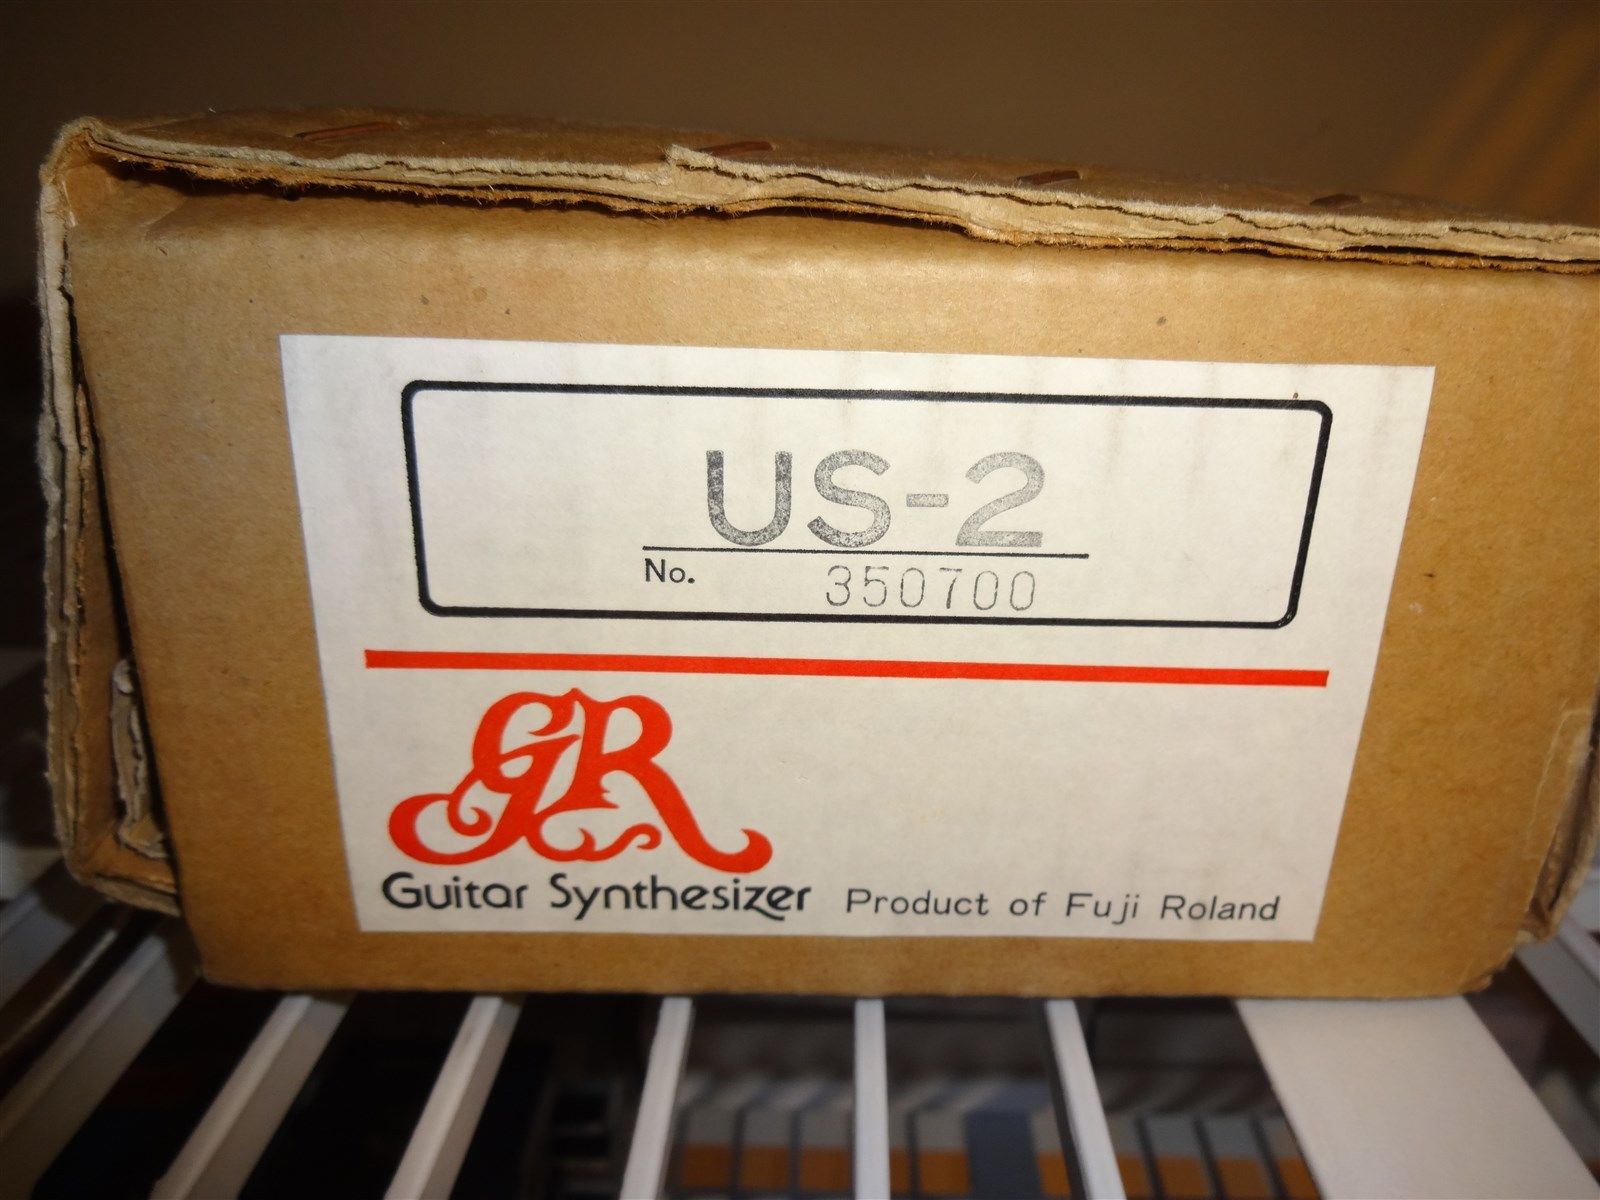 US-2
No. 350700
GR
Guitar Synthesizer Product of Fuji Roland